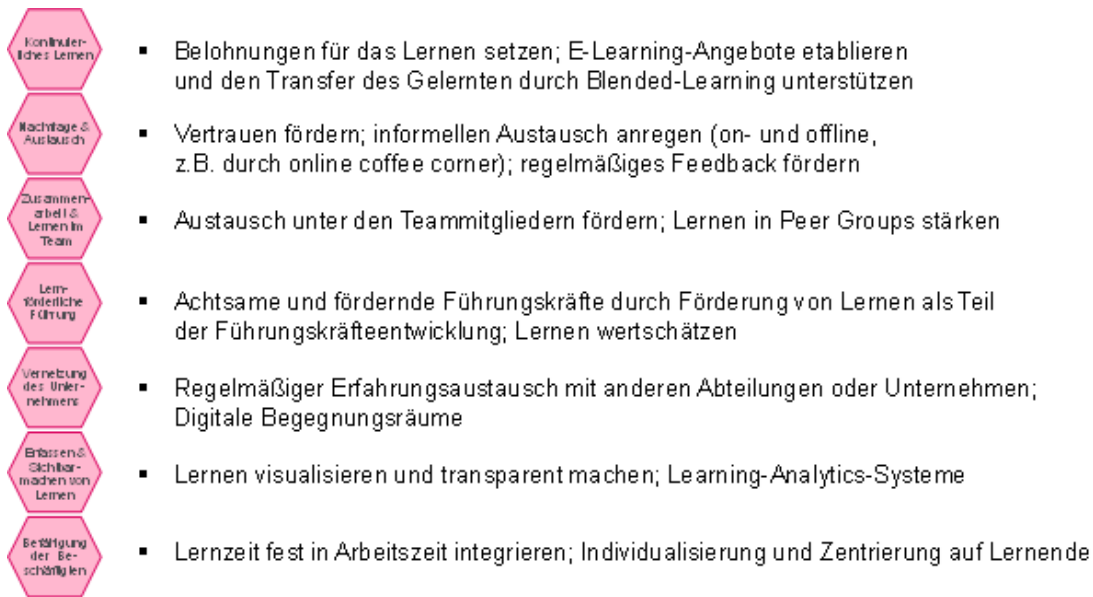 Kontinuier-
liches Lernen
▪ Belohnungen für das Lernen setzen; E-Learning-Angebote etablieren
und den Transfer des Gelernten durch Blended-Learning unterstützen
Nachfrage &
Austausch
▪ Vertrauen fördern; informellen Austausch anregen (on- und offline,
z.B. durch online coffee corner); regelmäßiges Feedback fördern
Zusammen-
arbeit &
Lernen im
Team
▪ Austausch unter den Teammitgliedern fördern; Lernen in Peer Groups stärken
Lern-
förderliche
Führung
▪ Achtsame und fördernde Führungskräfte durch Förderung von Lernen als Teil
der Führungskräfteentwicklung; Lernen wertschätzen
Vernetzung
des Unter-
nehmens
▪ Regelmäßiger Erfahrungsaustausch mit anderen Abteilungen oder Unternehmen;
Digitale Begegnungsräume
Erfassen &
Sichtbar-
machen von
Lernen
▪ Lernen visualisieren und transparent machen; Learning-Analytics-Systeme
Befähigung
der Be-
schäftigten
▪ Lernzeit fest in Arbeitszeit integrieren; Individualisierung und Zentrierung auf Lernende